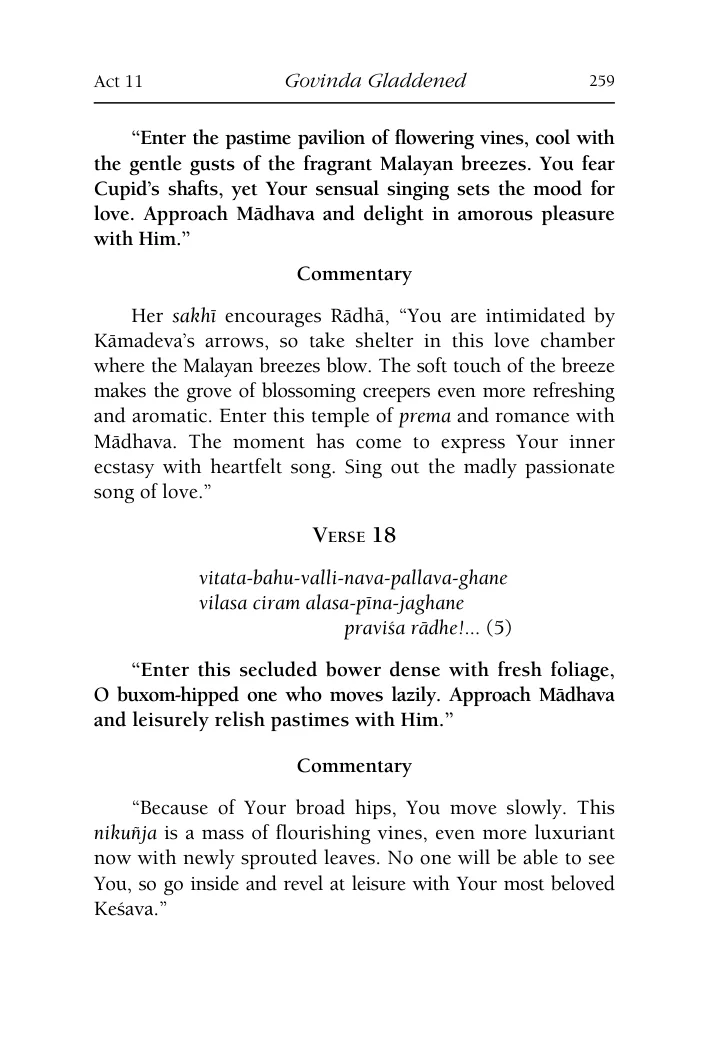 Act 11 Govinda Gladdened 259
“Enter the pastime pavilion of flowering vines, cool with
the gentle gusts of the fragrant Malayan breezes. You fear
Cupid’s shafts, yet Your sensual singing sets the mood for
love. Approach Mādhava and delight in amorous pleasure
with Him.”
Commentary
Her sakhī encourages Rādhā, “You are intimidated by
Kāmadeva’s arrows, so take shelter in this love chamber
where the Malayan breezes blow. The soft touch of the breeze
makes the grove of blossoming creepers even more refreshing
and aromatic. Enter this temple of prema and romance with
Mādhava. The moment has come to express Your inner
ecstasy with heartfelt song. Sing out the madly passionate
song of love.”
Verse 18
vitata-bahu-valli-nava-pallava-ghane
vilasa ciram alasa-pīna-jaghane
praviśa rādhe!... (5)
“Enter this secluded bower dense with fresh foliage,
O buxom-hipped one who moves lazily. Approach Mādhava
and leisurely relish pastimes with Him.”
Commentary
“Because of Your broad hips, You move slowly. This
nikuñja is a mass of flourishing vines, even more luxuriant
now with newly sprouted leaves. No one will be able to see
You, so go inside and revel at leisure with Your most beloved
Keśava.”